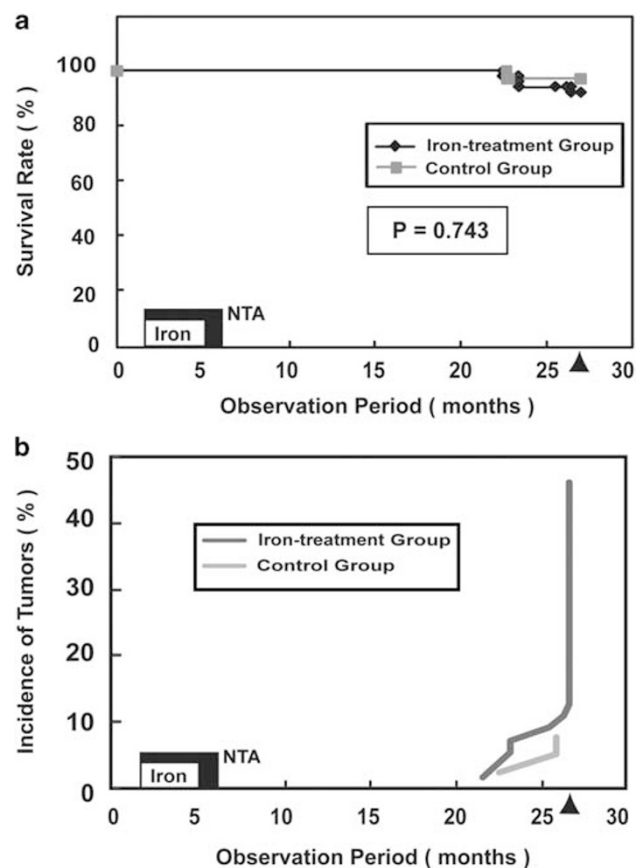 a
Survival Rate ( % )
100
80
60
40
20
0
Iron-treatment Group
Control Group
P = 0.743
NTA
Iron
0 5 10 15 20 25 30
Observation Period ( months )
b
Incidence of Tumors ( % )
50
40
30
20
10
0
Iron-treatment Group
Control Group
NTA
Iron
0 5 10 15 20 25 30
Observation Period ( months )